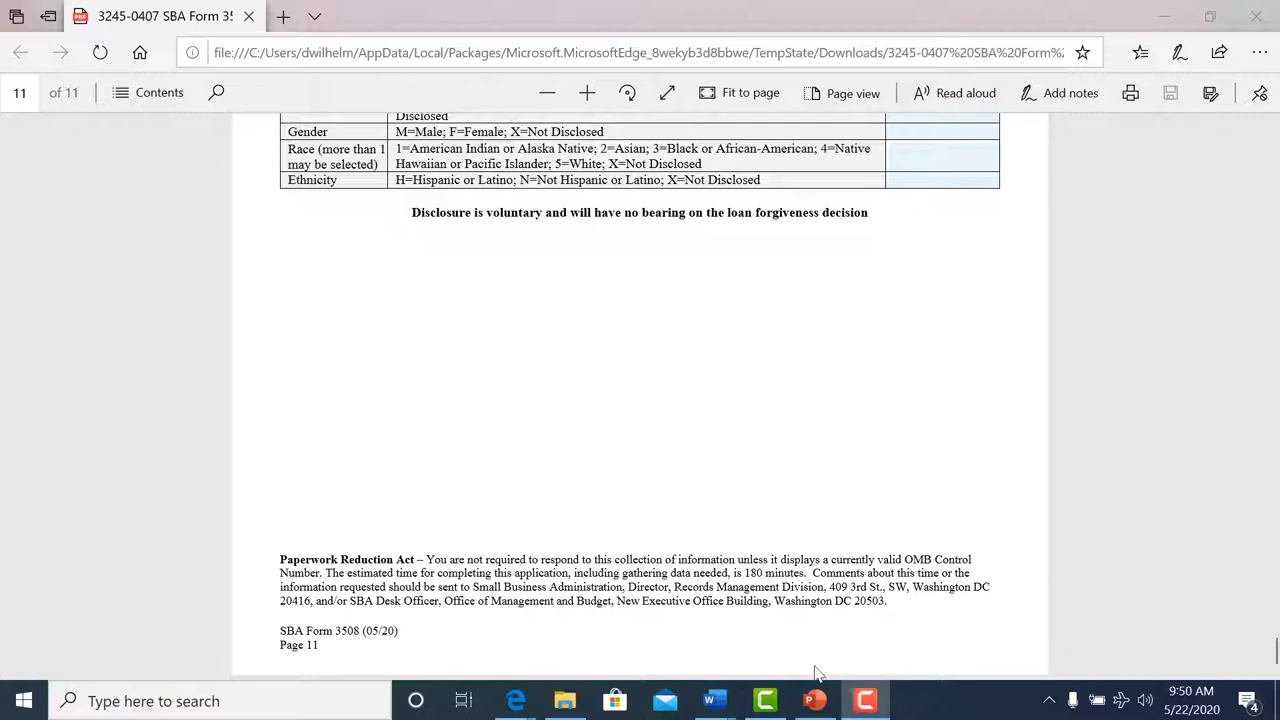 3245-0407 SBA Form 35
file:///C:/Users/dwilhelm/AppData/Local/Packages/Microsoft.MicrosoftEdge_8wekyb3d8bbwe/TempState/Downloads/3245-0407%20SBA%20Form%
11 of 11 Contents Fit to page Page view Read aloud Add notes
Disclosed
Gender M=Male; F=Female; X=Not Disclosed
Race (more than 1 1=American Indian or Alaska Native; 2=Asian; 3=Black or African-American; 4=Native
may be selected) Hawaiian or Pacific Islander; 5=White; X=Not Disclosed
Ethnicity H=Hispanic or Latino; N=Not Hispanic or Latino; X=Not Disclosed
Disclosure is voluntary and will have no bearing on the loan forgiveness decision
Paperwork Reduction Act – You are not required to respond to this collection of information unless it displays a currently valid OMB Control
Number. The estimated time for completing this application, including gathering data needed, is 180 minutes. Comments about this time or the
information requested should be sent to Small Business Administration, Director, Records Management Division, 409 3rd St., SW, Washington DC
20416, and/or SBA Desk Officer, Office of Management and Budget, New Executive Office Building, Washington DC 20503.
SBA Form 3508 (05/20)
Page 11
Type here to search
9:50 AM
5/22/2020
4